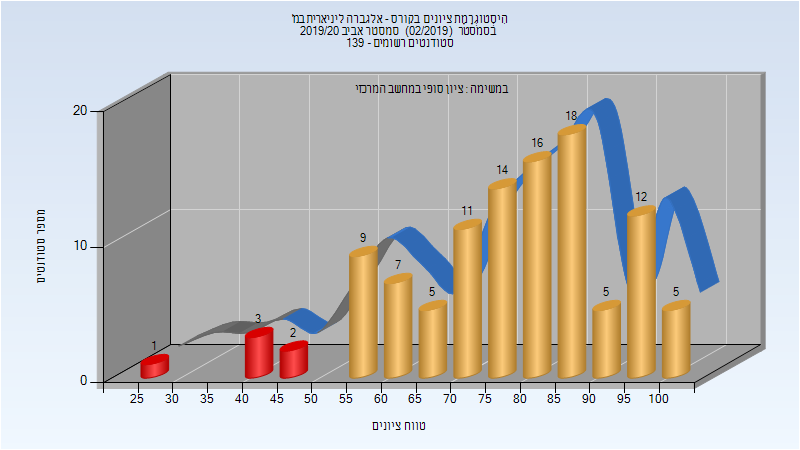 היסטוגרמת ציונים בקורס - אלגברה ליניארית במ'
בסמסטר (02/2019) סמסטר אביב 2019/20
סטודנטים רשומים - 139
במשימה : ציון סופי במחשב המרכזי
מספר סטודנטים
20
10
0
1
3
2
9
7
5
11
14
16
18
5
12
5
25 30 35 40 45 50 55 60 65 70 75 80 85 90 95 100
טווח ציונים